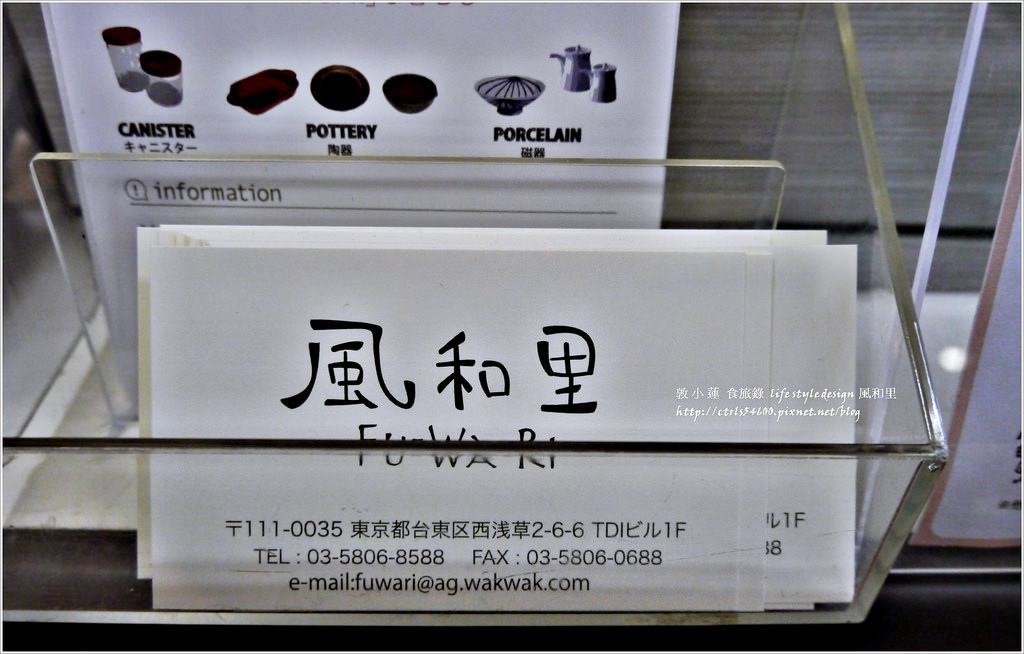 CANISTER
キャニスター
POTTERY
陶器
PORCELAIN
磁器
information
風和里
FU-WA RI
〒111-0035 東京都台東区西浅草2-6-6 TDIビル1F
TEL : 03-5806-8588 FAX : 03-5806-0688
e-mail:fuwari@ag.wakwak.com
ル1F
88
敦小蓮 食旅錄 life style design 風和里
http://ctrls54600.pixnet.net/blog